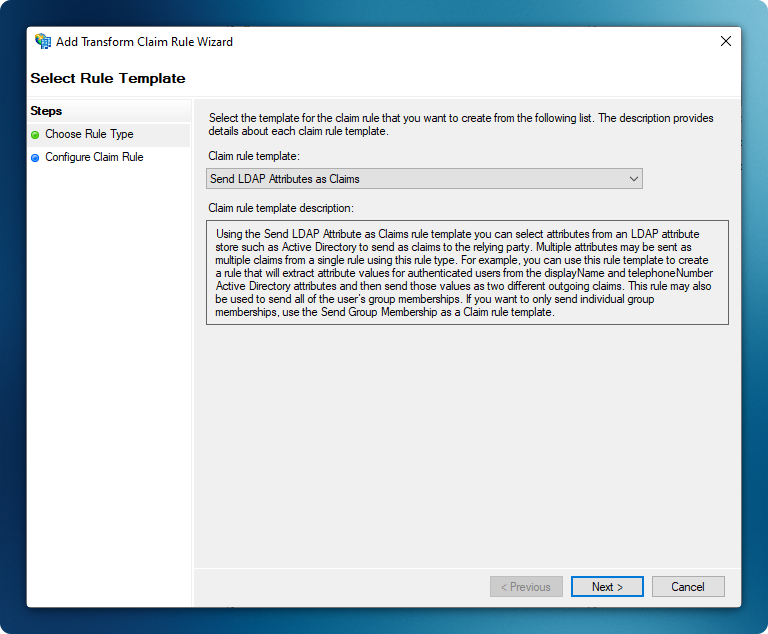 Add Transform Claim Rule Wizard
Select Rule Template
Steps
Choose Rule Type
Configure Claim Rule
Select the template for the claim rule that you want to create from the following list. The description provides
details about each claim rule template.
Claim rule template:
Send LDAP Attributes as Claims
Claim rule template description:
Using the Send LDAP Attribute as Claims rule template you can select attributes from an LDAP attribute
store such as Active Directory to send as claims to the relying party. Multiple attributes may be sent as
multiple claims from a single rule using this rule type. For example, you can use this rule template to create
a rule that will extract attribute values for authenticated users from the displayName and telephoneNumber
Active Directory attributes and then send those values as two different outgoing claims. This rule may also
be used to send all of the user's group memberships. If you want to only send individual group
memberships, use the Send Group Membership as a Claim rule template.
< Previous
Next >
Cancel